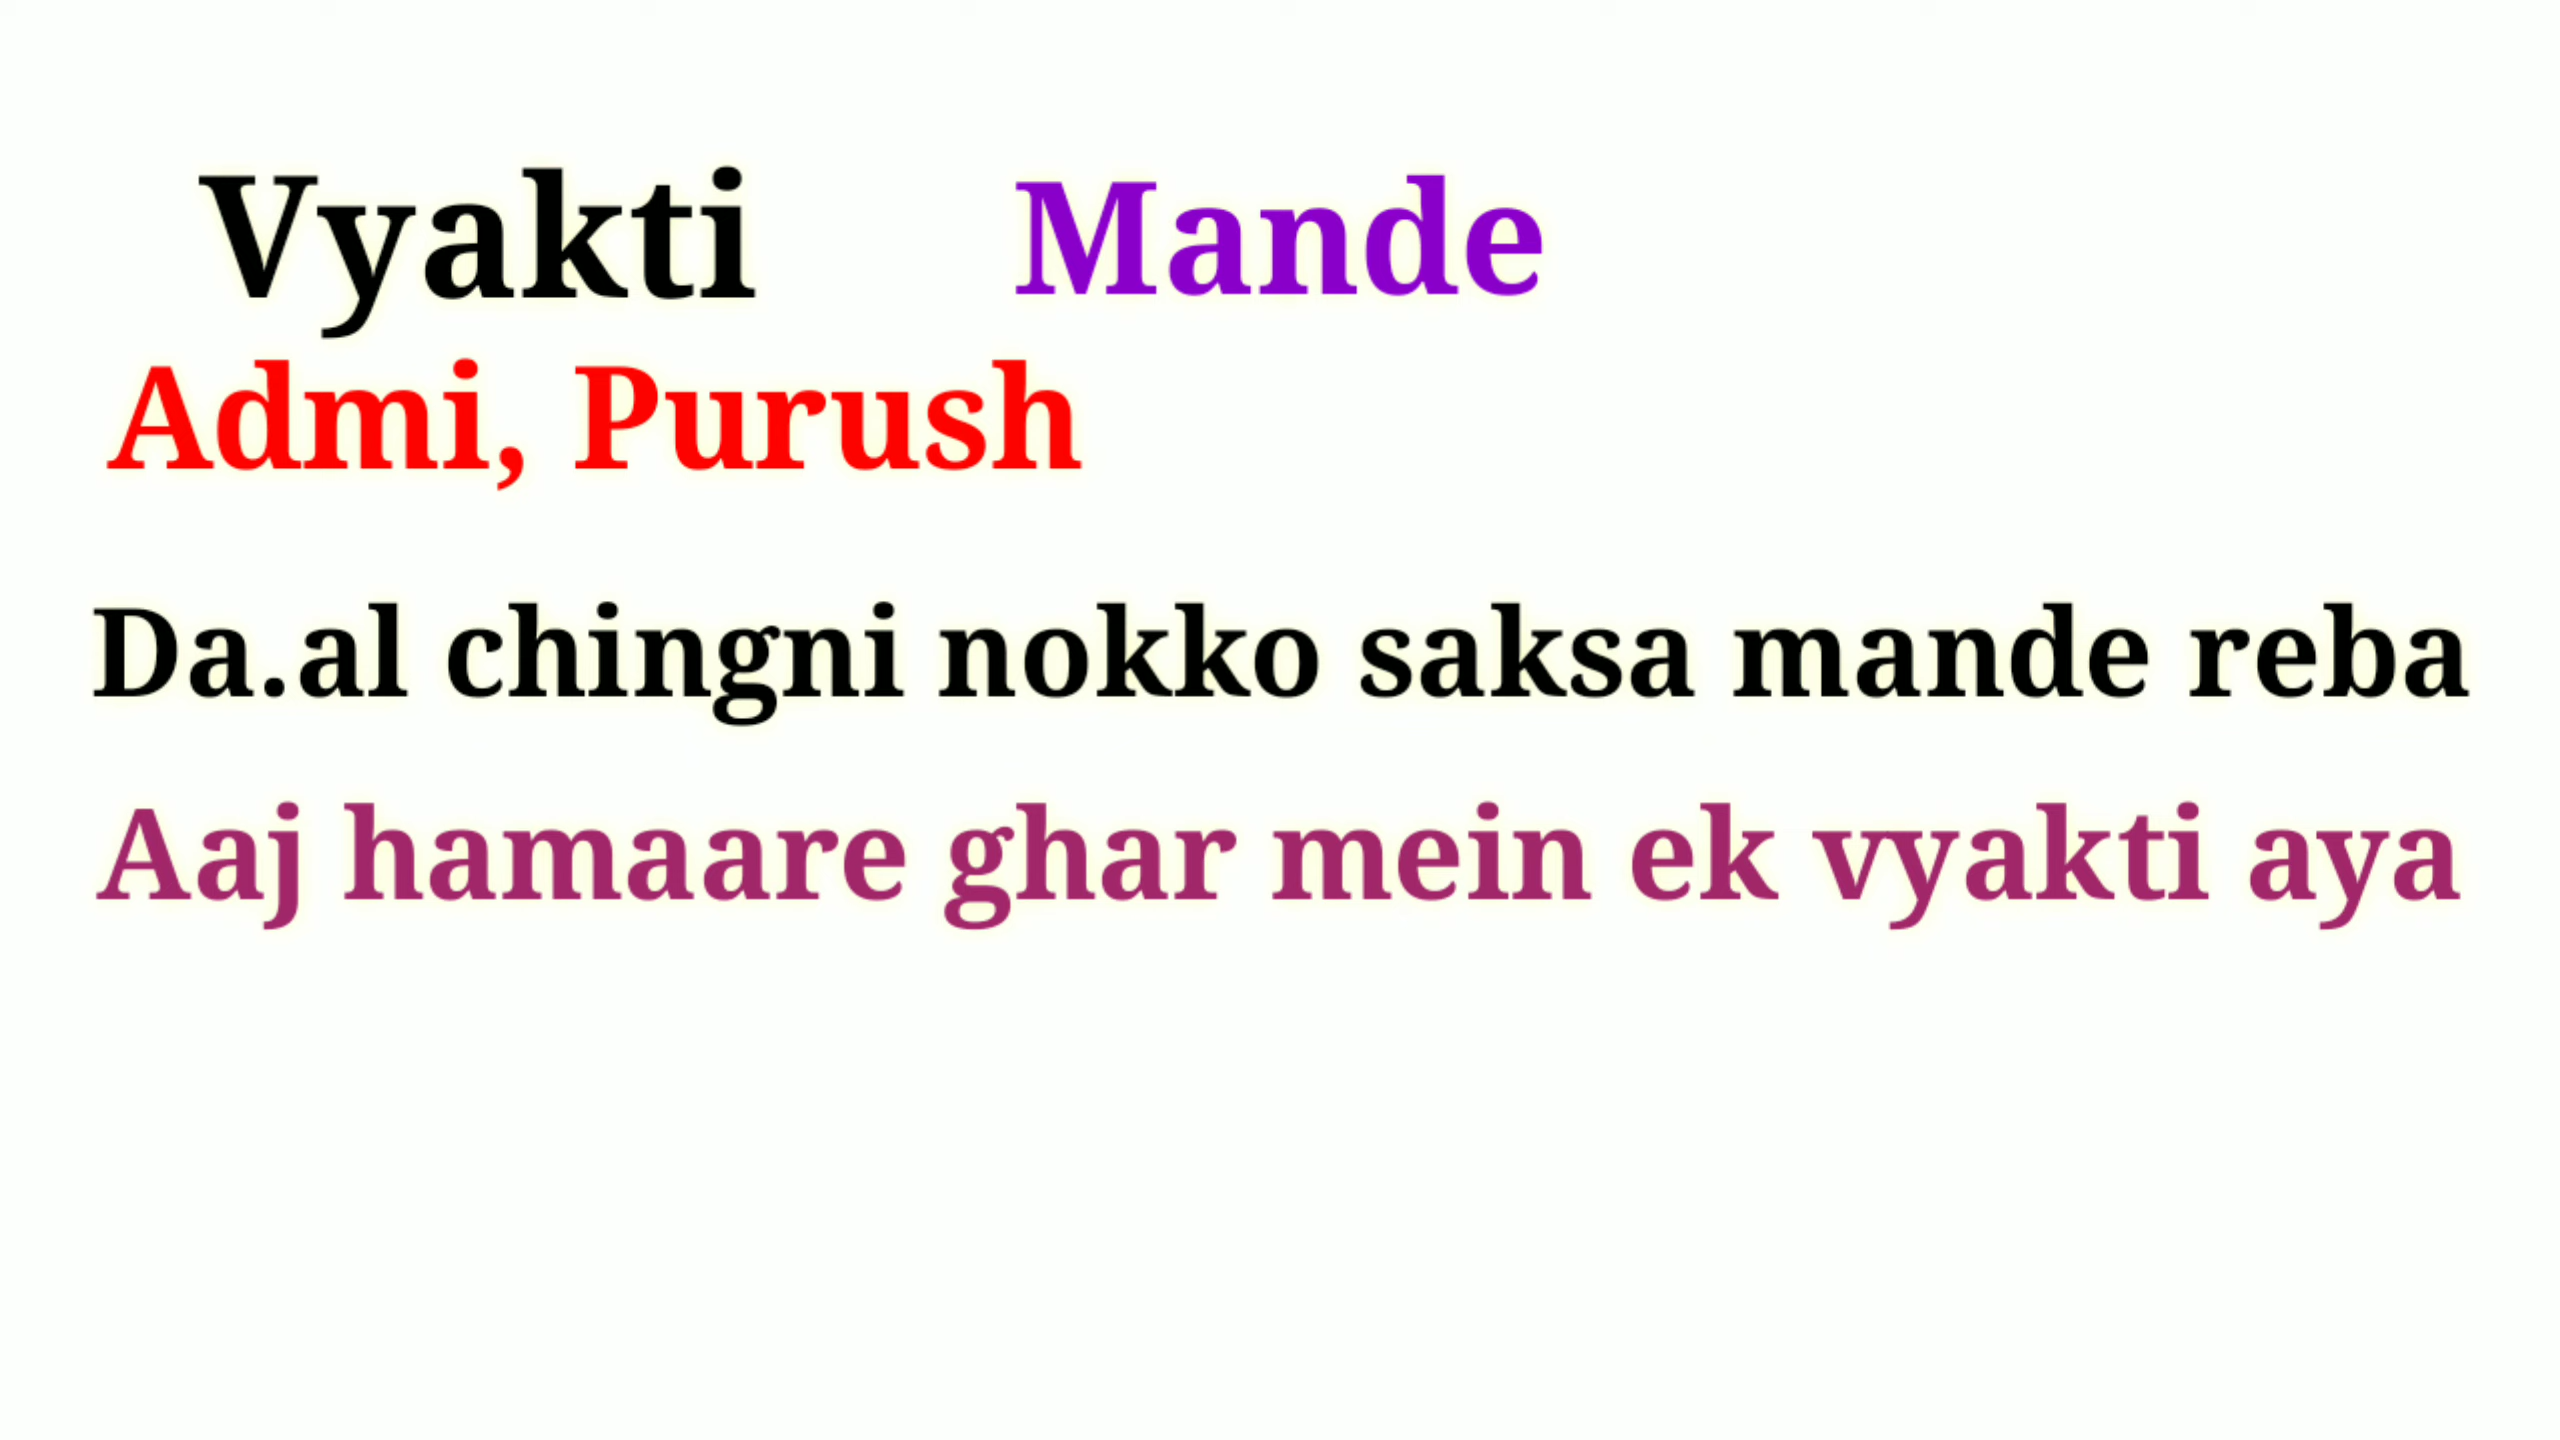 Vyakti Mande
Admi, Purush
Da.al chingni nokko saksa mande reba
Aaj hamaare ghar mein ek vyakti aya